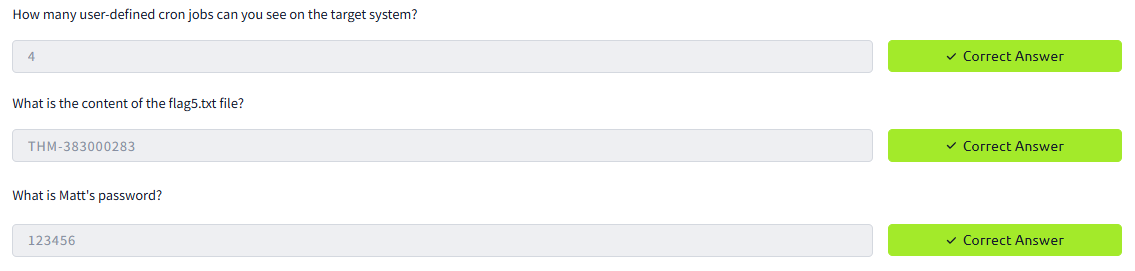 How many user-defined cron jobs can you see on the target system?
4
✓ Correct Answer
What is the content of the flag5.txt file?
THM-383000283
✓ Correct Answer
What is Matt's password?
123456
✓ Correct Answer